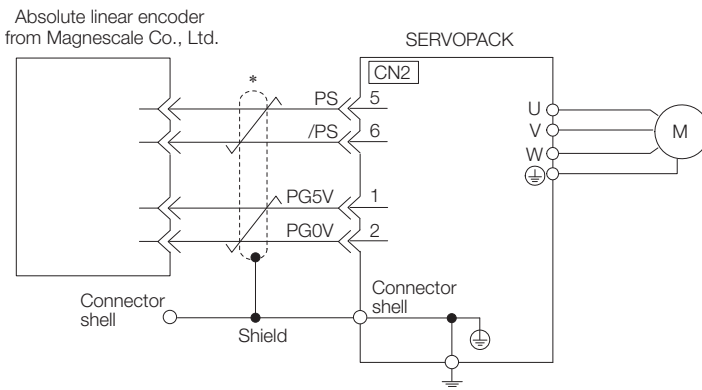 Absolute linear encoder
from Magnescale Co., Ltd.
SERVOPACK
CN2
*
PS 5
/PS 6
PG5V 1
PG0V 2
U
V
W
M
Connector
shell
Shield
Connector
shell